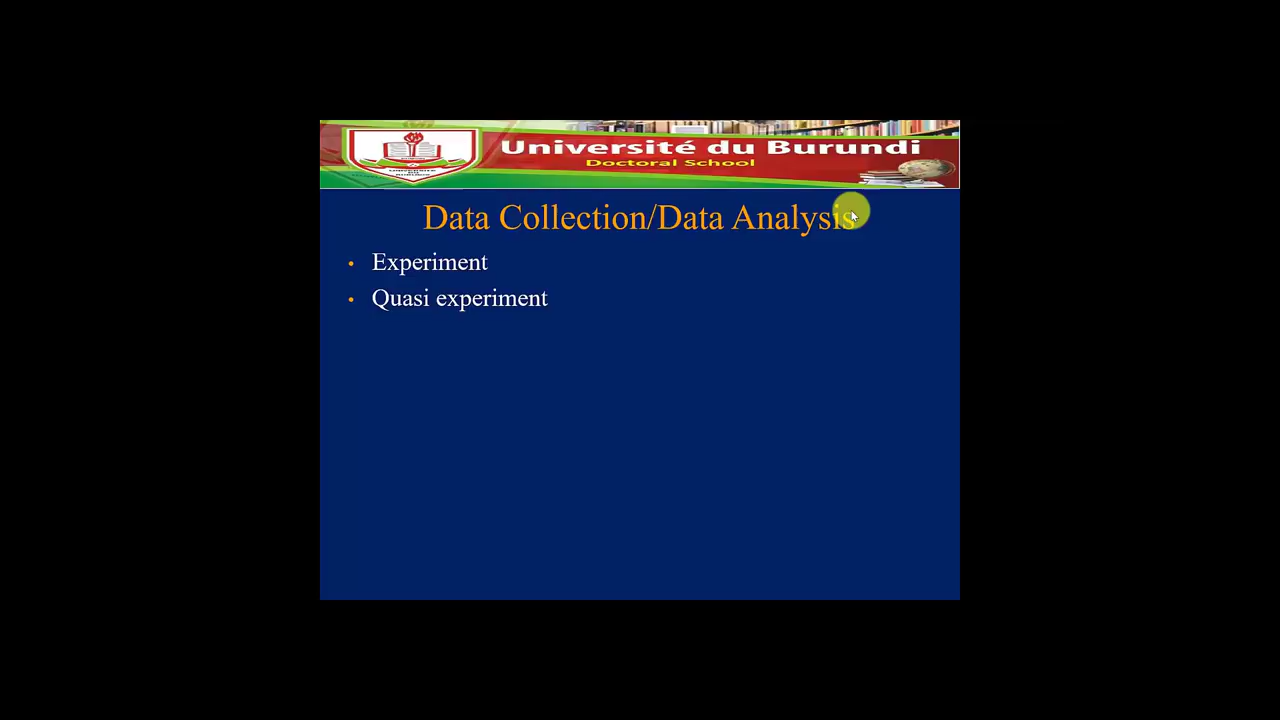 Université du Burundi
Doctoral School
Data Collection/Data Analysis
• Experiment
• Quasi experiment